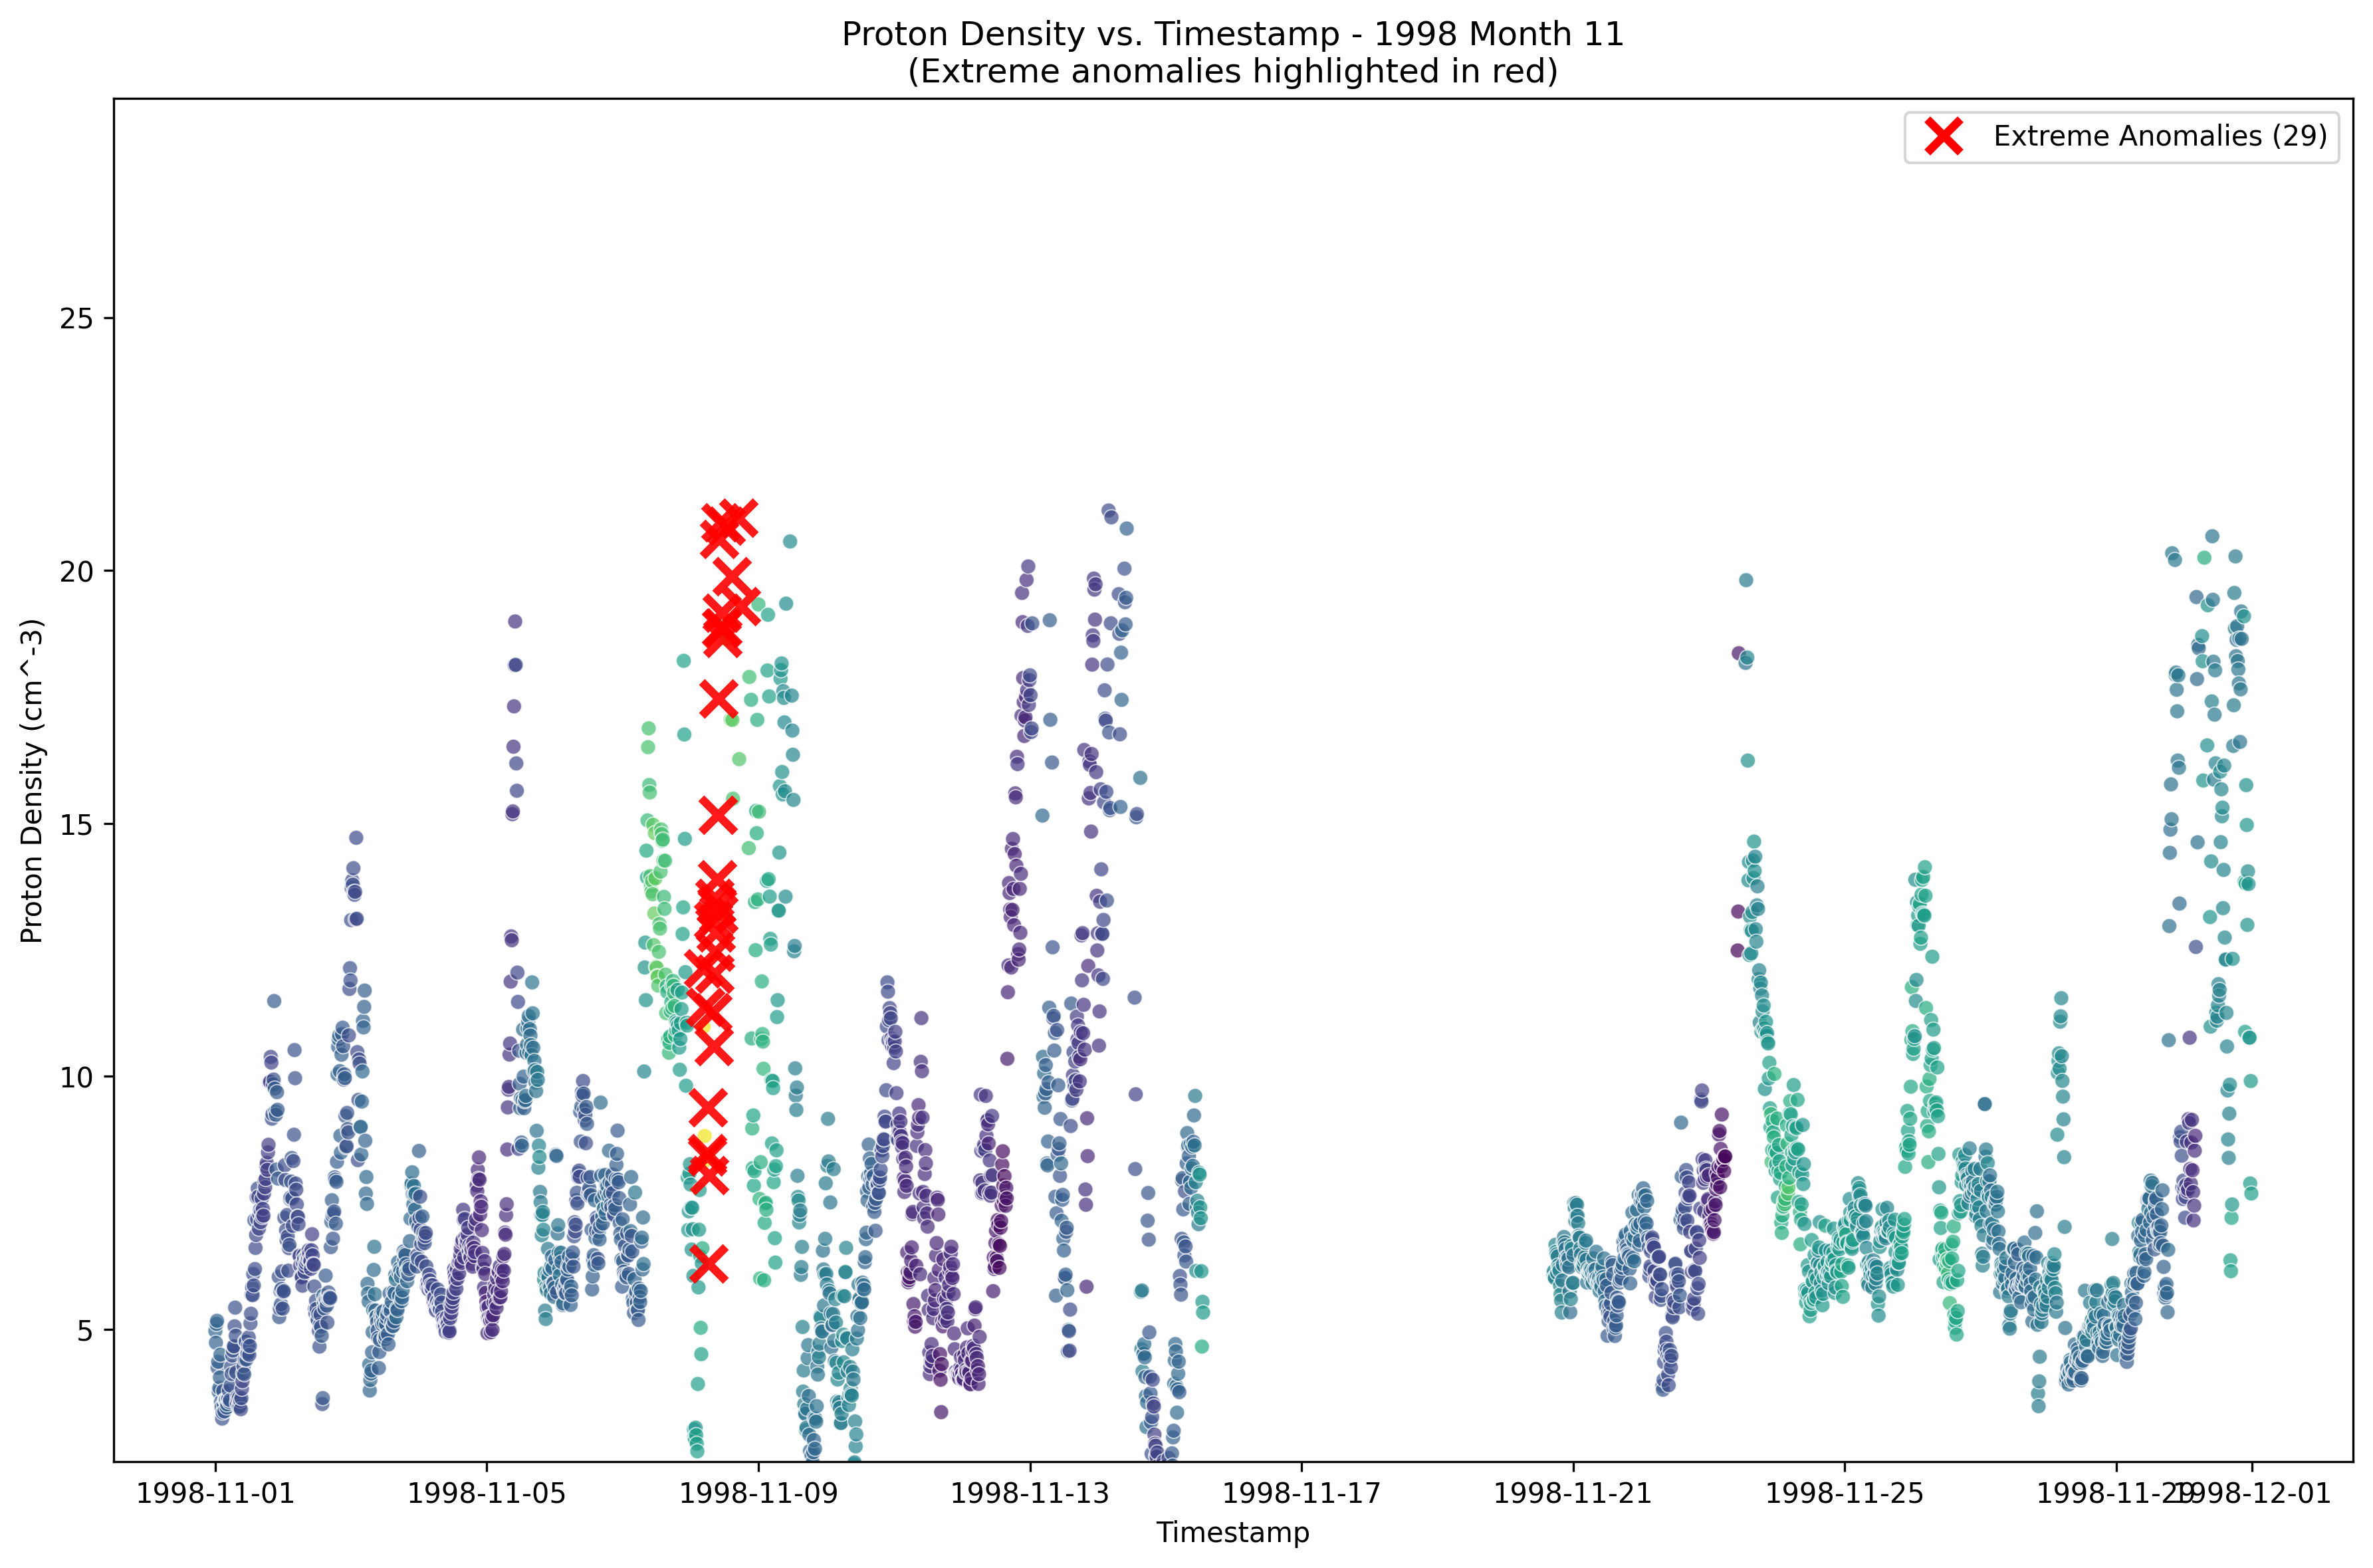 Proton Density vs. Timestamp - 1998 Month 11
(Extreme anomalies highlighted in red)
Extreme Anomalies (29)
Proton Density (cm^-3)
25
20
15
10
5
1998-11-01
1998-11-05
1998-11-09
1998-11-13
1998-11-17
1998-11-21
1998-11-25
1998-11-29
1998-12-01
Timestamp